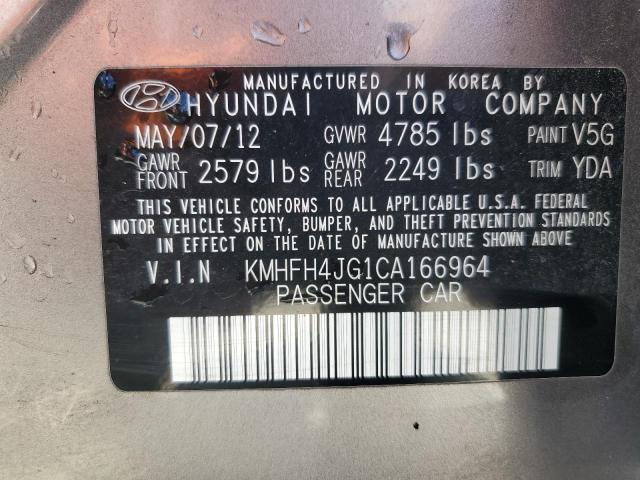 MANUFACTURED IN KOREA BY
HYUNDAI MOTOR COMPANY
MAY/07/12 GVWR 4785 lbs PAINT V5G
GAWR FRONT 2579 lbs GAWR REAR 2249 lbs TRIM YDA
THIS VEHICLE CONFORMS TO ALL APPLICABLE U.S.A. FEDERAL
MOTOR VEHICLE SAFETY, BUMPER, AND THEFT PREVENTION STANDARDS
IN EFFECT ON THE DATE OF MANUFACTURE SHOWN ABOVE
V.I.N KMHFH4JG1CA166964
PASSENGER CAR